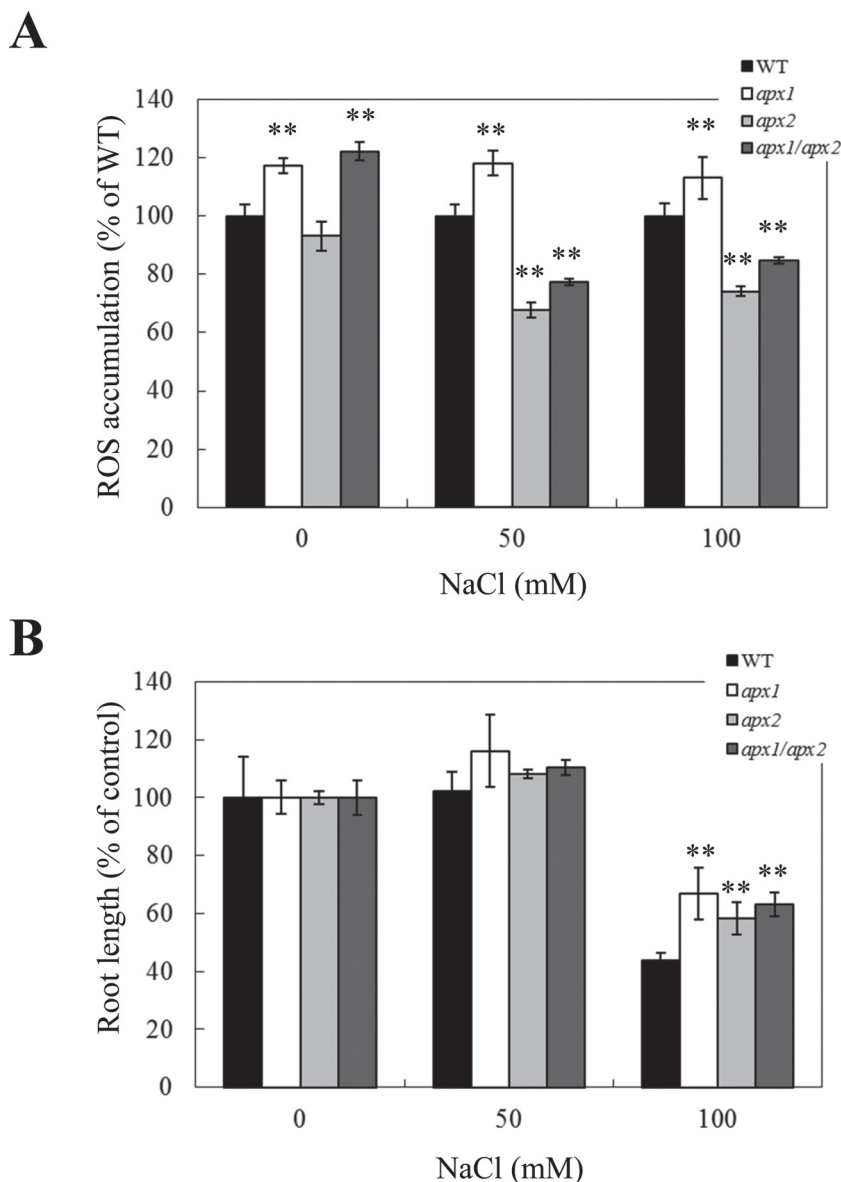 A
WT
apx1
apx2
apx1/apx2
ROS accumulation (% of WT)
140
120
100
80
60
40
20
0
** ** ** ** ** ** ** **
0 50 100
NaCl (mM)
B
WT
apx1
apx2
apx1/apx2
Root length (% of control)
140
120
100
80
60
40
20
0
** ** **
0 50 100
NaCl (mM)